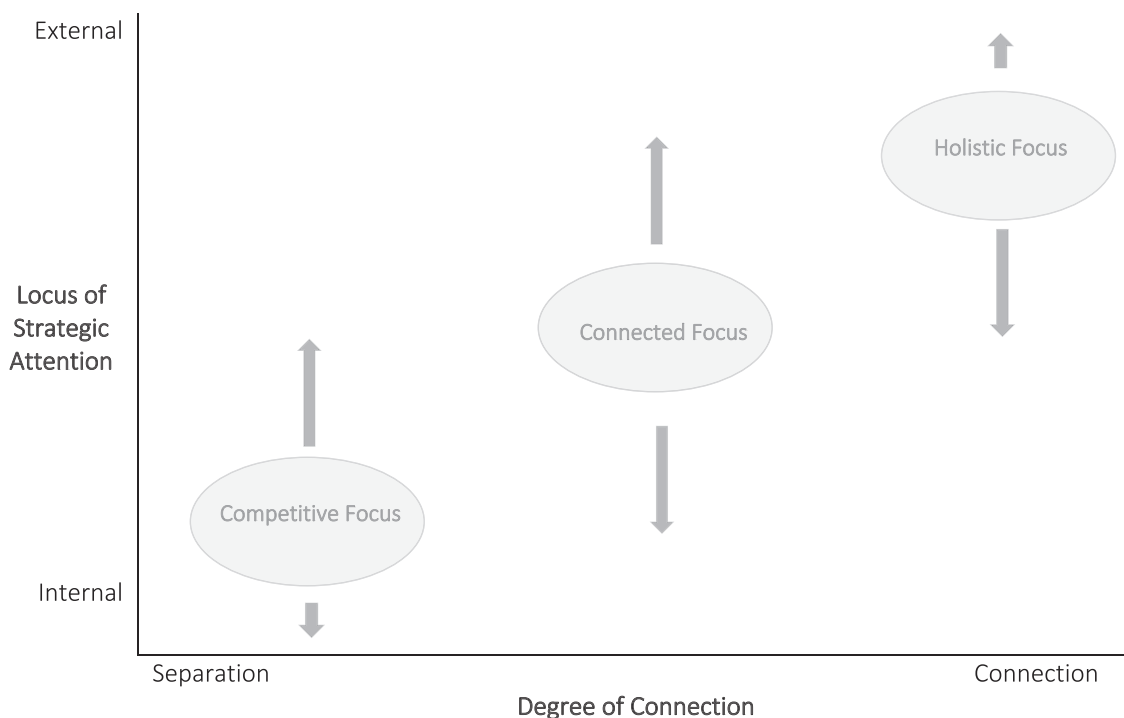 External
Holistic Focus
Locus of
Strategic
Attention
Connected Focus
Competitive Focus
Internal
Separation
Connection
Degree of Connection